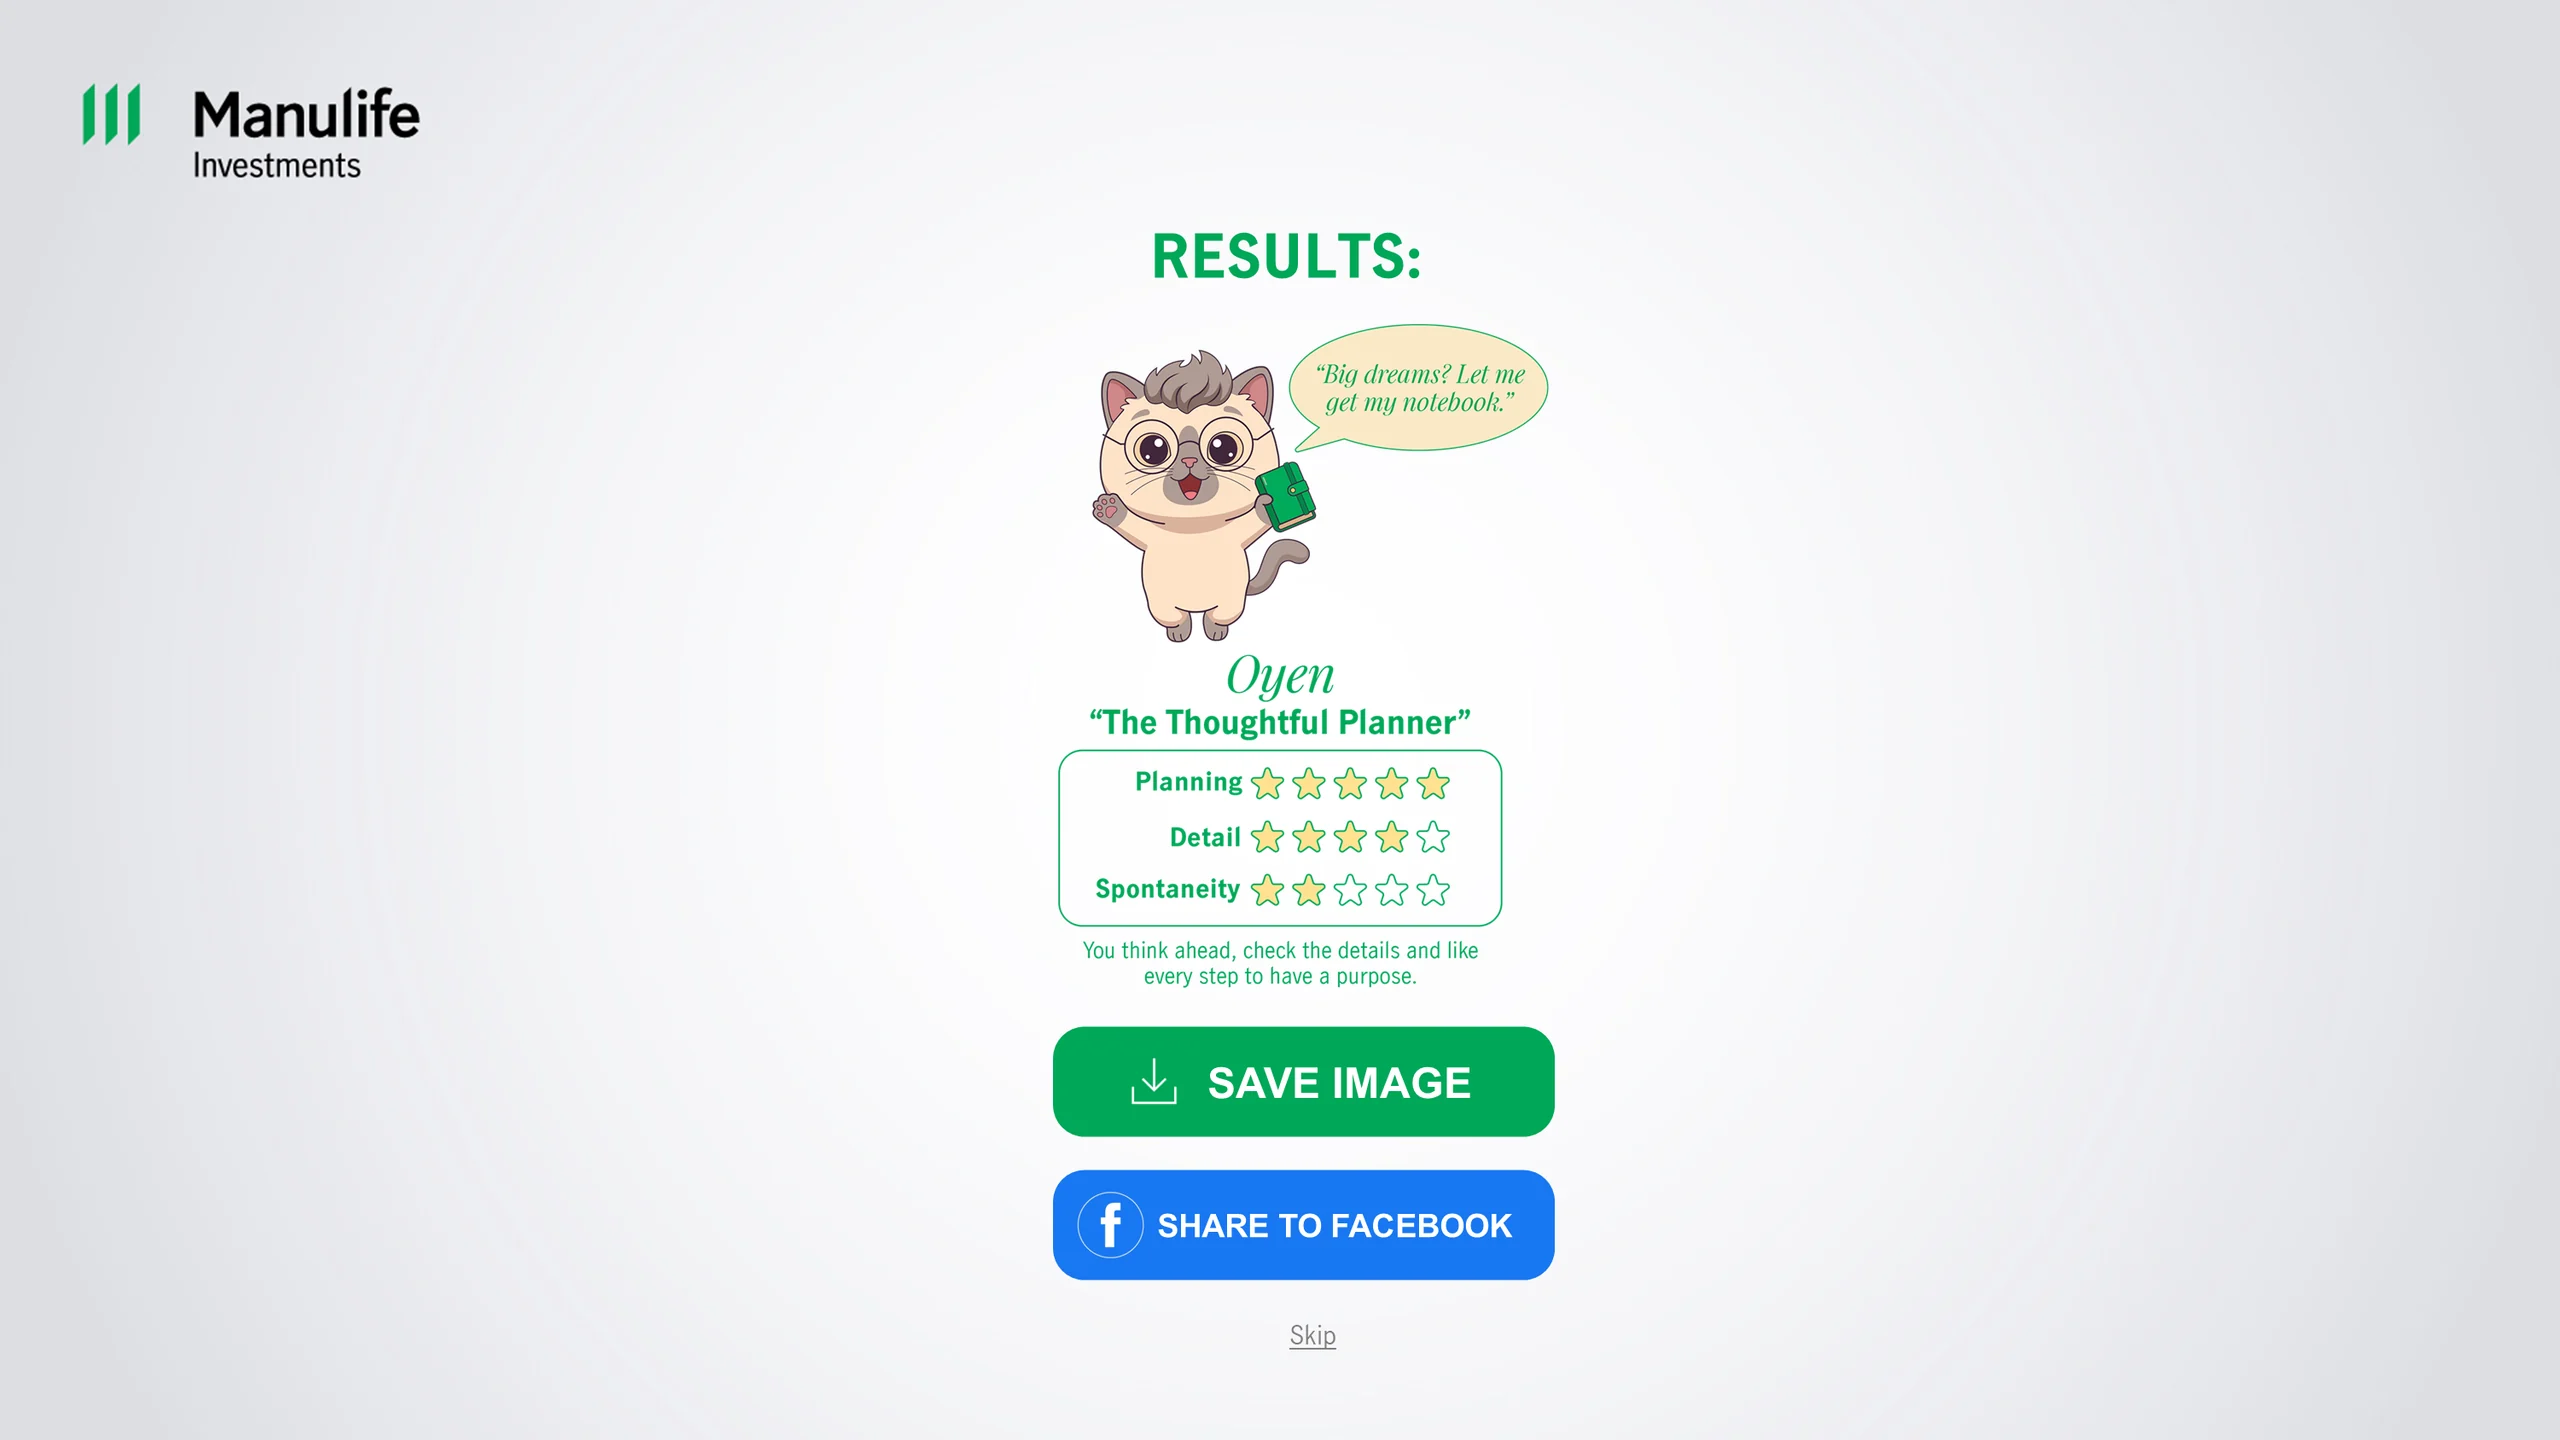 Manulife
Investments
RESULTS:
“Big dreams? Let me
get my notebook.”
Oyen
“The Thoughtful Planner”
Planning
Detail
Spontaneity
You think ahead, check the details and like
every step to have a purpose.
SAVE IMAGE
SHARE TO FACEBOOK
Skip